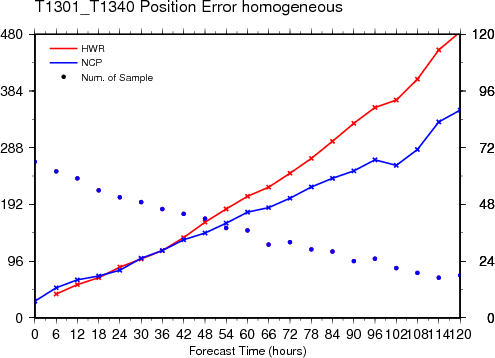 T1301_T1340 Position Error homogeneous
480 120
HWR
NCP
Num. of Sample
384 96
288 72
192 48
96 24
0 0
0 6 12 18 24 30 36 42 48 54 60 66 72 78 84 90 96 102 108 114 120
Forecast Time (hours)